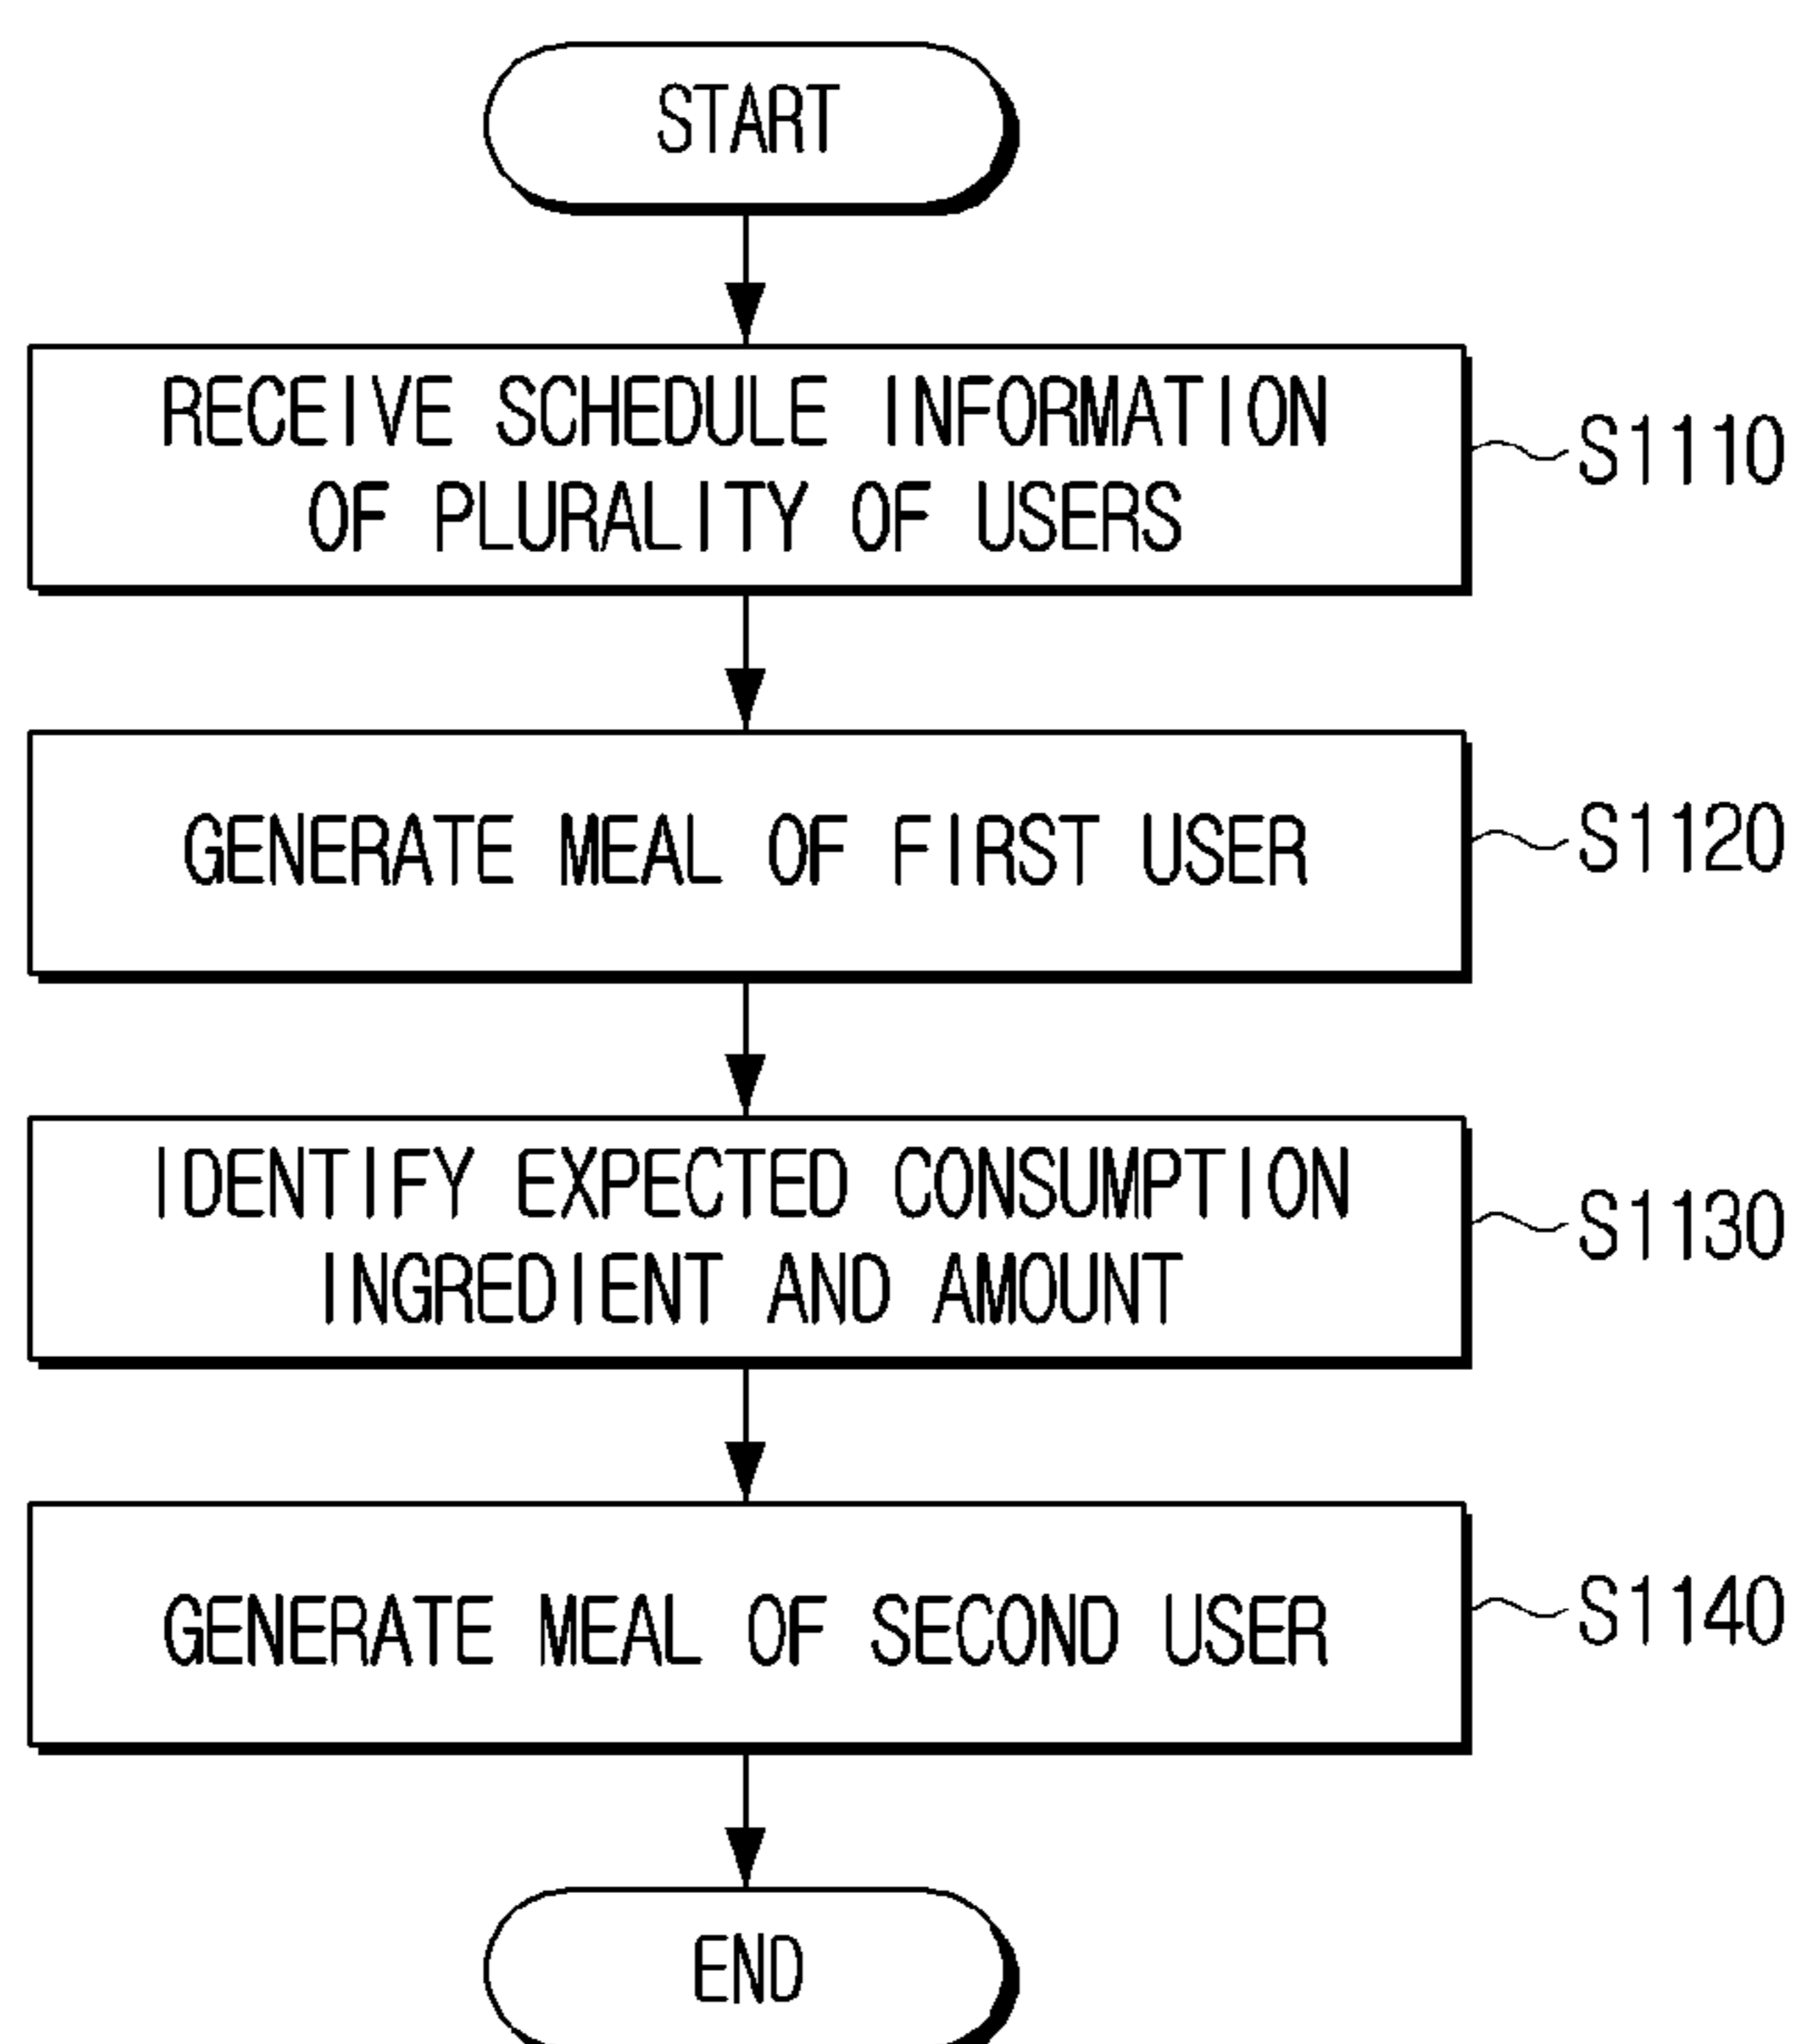 START
RECEIVE SCHEDULE INFORMATION
OF PLURALITY OF USERS
S1110
GENERATE MEAL OF FIRST USER
S1120
IDENTIFY EXPECTED CONSUMPTION
INGREDIENT AND AMOUNT
S1130
GENERATE MEAL OF SECOND USER
S1140
END